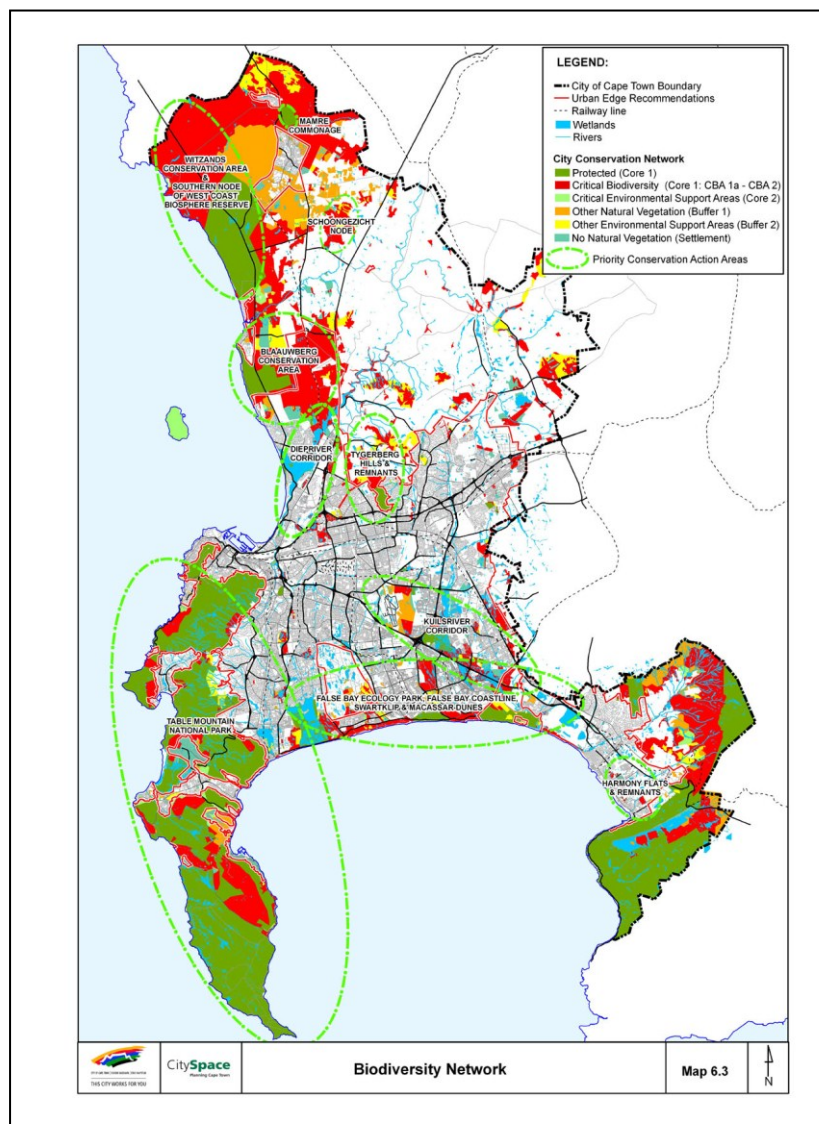 LEGEND:
City of Cape Town Boundary
Urban Edge Recommendations
Railway line
Wetlands
Rivers
City Conservation Network
Protected (Core 1)
Critical Biodiversity (Core 1: CBA 1a - CBA 2)
Critical Environmental Support Areas (Core 2)
Other Natural Vegetation (Buffer 1)
Other Environmental Support Areas (Buffer 2)
No Natural Vegetation (Settlement)
Priority Conservation Action Areas
MAMRE
COMMONAGE
WITZANDS
CONSERVATION AREA
&
SOUTHERN NODE
OF WEST COAST
BIOSPHERE RESERVE
SCHOONGEZICHT
NODE
BLAAUWBERG
CONSERVATION
AREA
DIEPRIVER
CORRIDOR
TYGERBERG
HILLS &
REMNANTS
KUILSRIVER
CORRIDOR
FALSE BAY ECOLOGY PARK, FALSE BAY COASTLINE,
SWARTKLIP & MACASSAR DUNES
TABLE MOUNTAIN
NATIONAL PARK
HARMONY FLATS
& REMNANTS
THIS CITY WORKS FOR YOU
CitySpace
Planning Cape Town
Biodiversity Network
Map 6.3
N